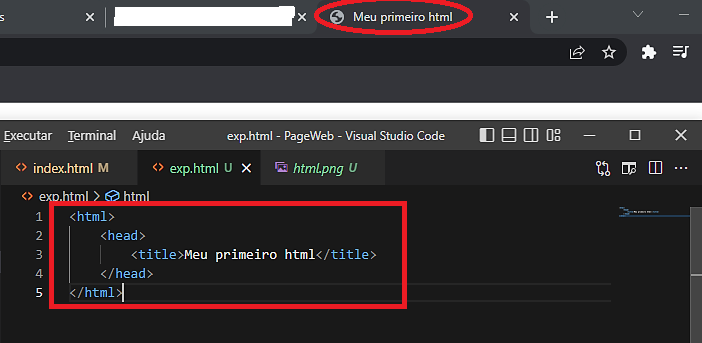 s
Meu primeiro html
Executar Terminal Ajuda exp.html - PageWeb - Visual Studio Code
index.html M exp.html U html.png U
exp.html > html
1 <html>
2 <head>
3 <title>Meu primeiro html</title>
4 </head>
5 </html>